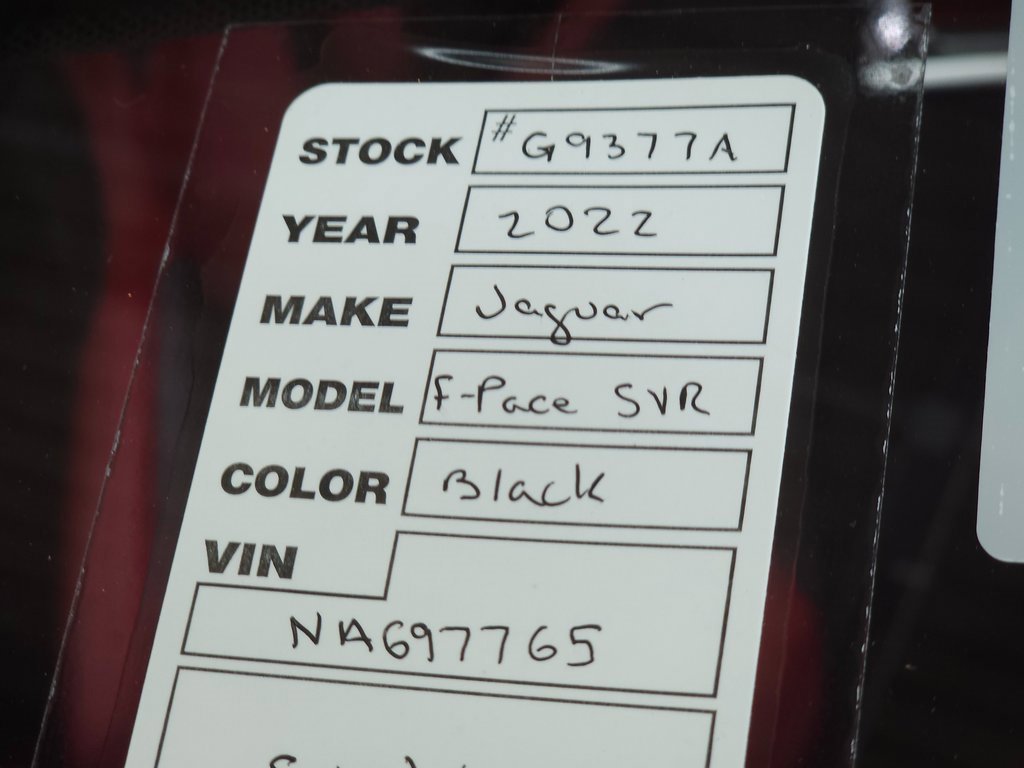 STOCK #G9377A
YEAR 2022
MAKE Jaguar
MODEL F-Pace SVR
COLOR Black
VIN
NA697765